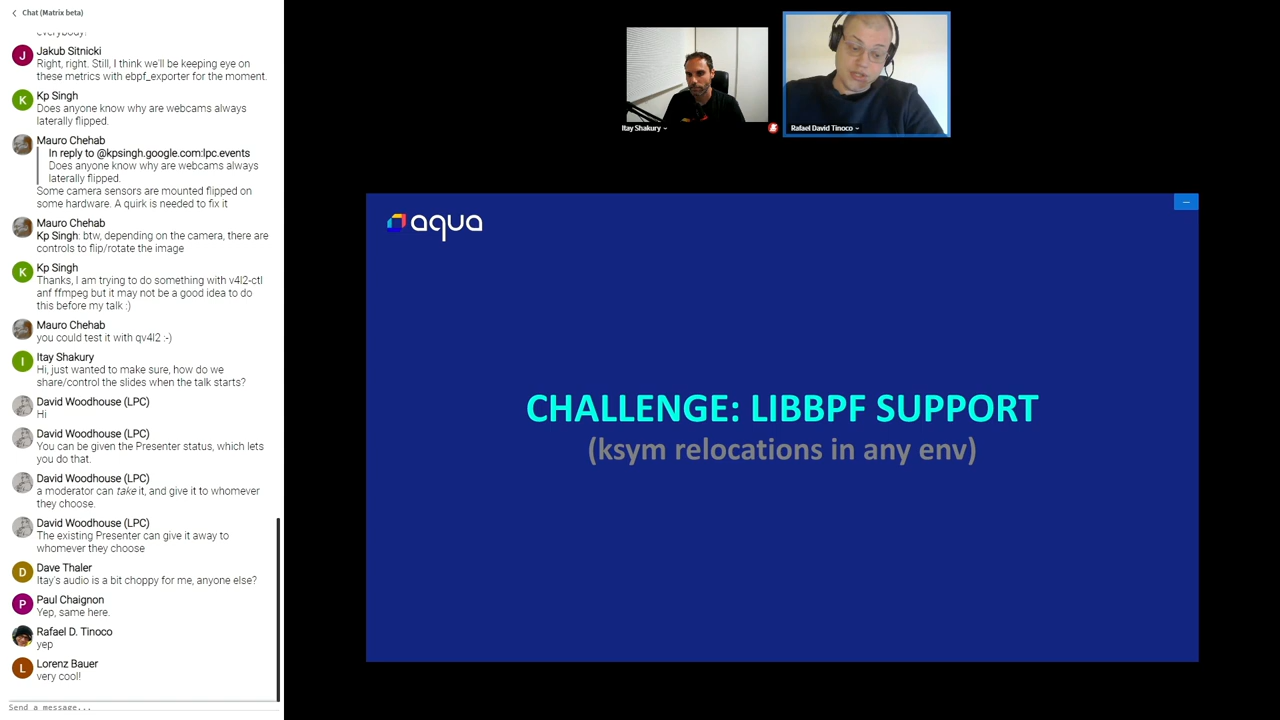 Chat (Matrix beta)
everybody!
J
Jakub Sitnicki
Right, right. Still, I think we'll be keeping eye on
these metrics with ebpf_exporter for the moment.
K
Kp Singh
Does anyone know why are webcams always
laterally flipped.
Mauro Chehab
In reply to @kpsingh.google.com:lpc.events
Does anyone know why are webcams always
laterally flipped.
Some camera sensors are mounted flipped on
some hardware. A quirk is needed to fix it
Mauro Chehab
Kp Singh: btw, depending on the camera, there are
controls to flip/rotate the image
K
Kp Singh
Thanks, I am trying to do something with v4l2-ctl
anf ffmpeg but it may not be a good idea to do
this before my talk :)
Mauro Chehab
you could test it with qv4l2 :-)
I
Itay Shakury
Hi, just wanted to make sure, how do we
share/control the slides when the talk starts?
David Woodhouse (LPC)
Hi
David Woodhouse (LPC)
You can be given the Presenter status, which lets
you do that.
David Woodhouse (LPC)
a moderator can take it, and give it to whomever
they choose.
David Woodhouse (LPC)
The existing Presenter can give it away to
whomever they choose
D
Dave Thaler
Itay's audio is a bit choppy for me, anyone else?
P
Paul Chaignon
Yep, same here.
Rafael D. Tinoco
yep
L
Lorenz Bauer
very cool!
Send a message...
Itay Shakury
Rafael David Tinoco
aqua
CHALLENGE: LIBBPF SUPPORT
(ksym relocations in any env)